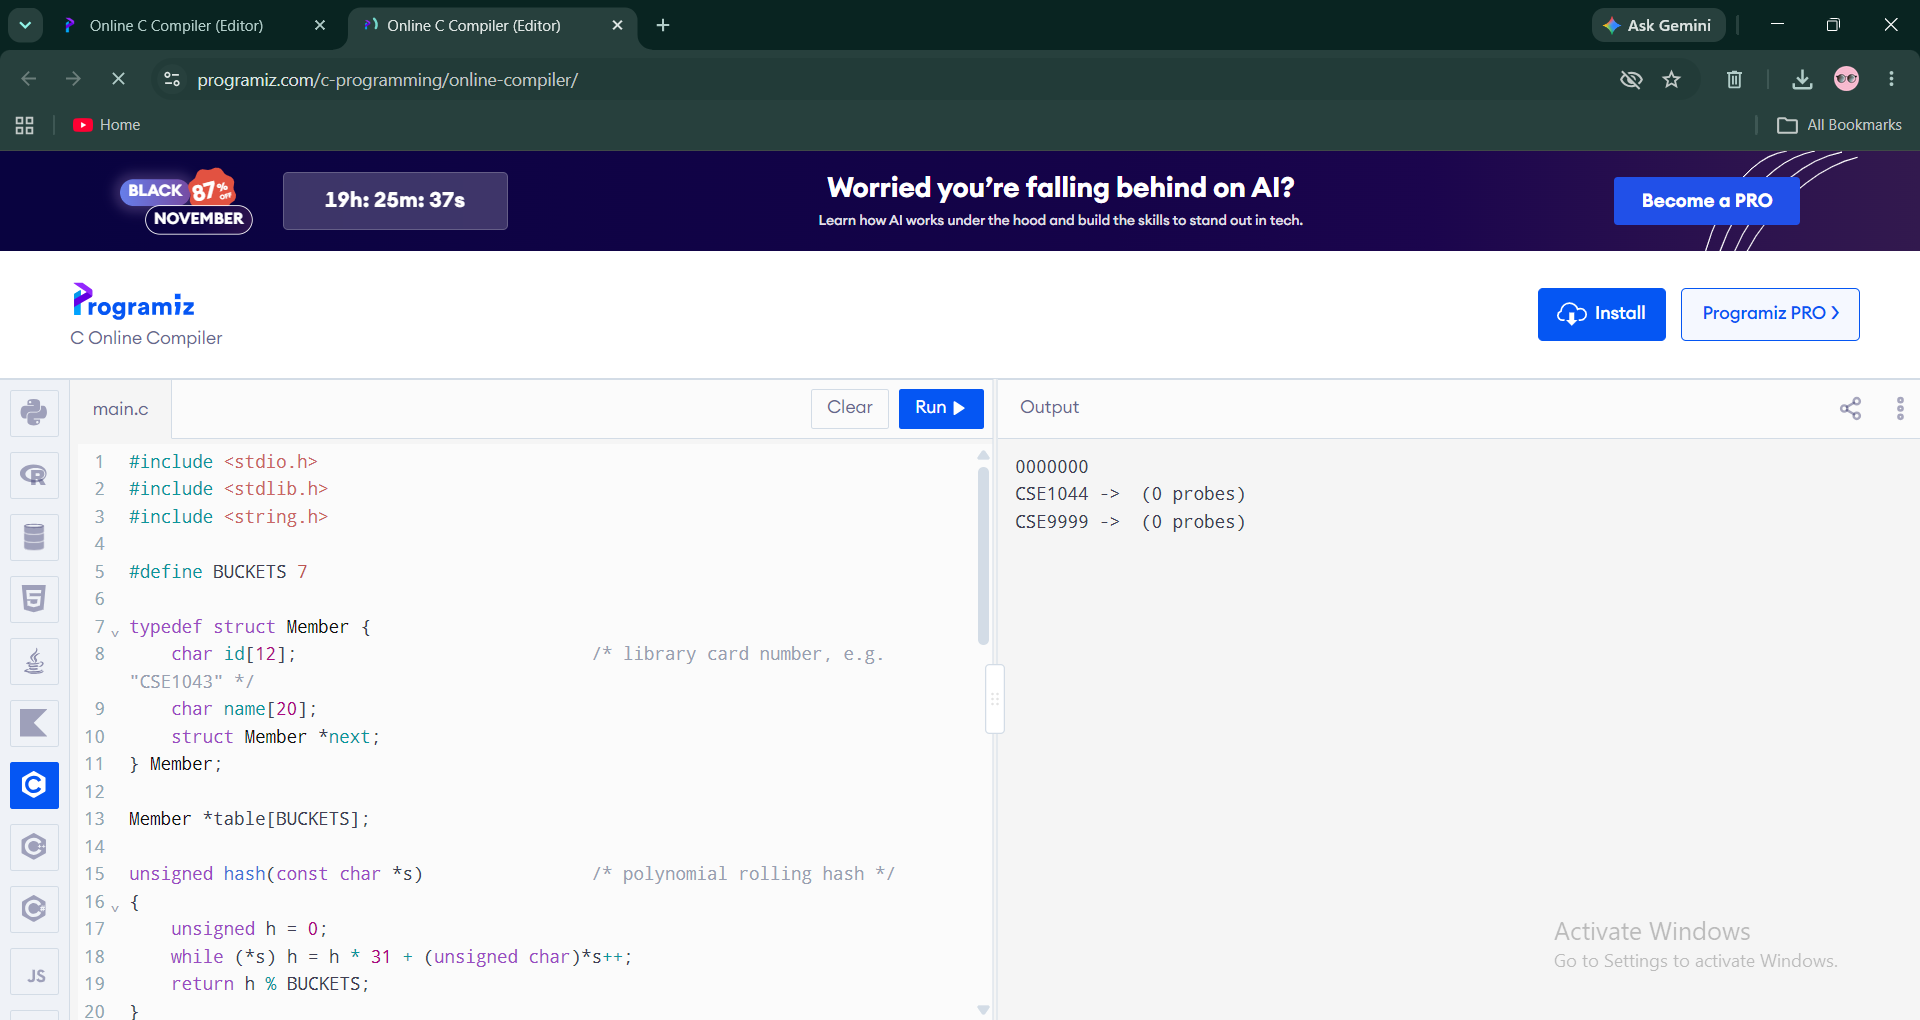 Online C Compiler (Editor)
Online C Compiler (Editor)
Ask Gemini
programiz.com/c-programming/online-compiler/
Home
All Bookmarks
BLACK 87% OFF
NOVEMBER
19h: 25m: 37s
Worried you're falling behind on AI?
Learn how AI works under the hood and build the skills to stand out in tech.
Become a PRO
Programiz
C Online Compiler
Install
Programiz PRO >
main.c
Clear
Run
Output
1 #include <stdio.h>
2 #include <stdlib.h>
3 #include <string.h>
4
5 #define BUCKETS 7
6
7 typedef struct Member {
8     char id[12];                            /* library card number, e.g.
"CSE1043" */
9     char name[20];
10     struct Member *next;
11 } Member;
12
13 Member *table[BUCKETS];
14
15 unsigned hash(const char *s)                /* polynomial rolling hash */
16 {
17     unsigned h = 0;
18     while (*s) h = h * 31 + (unsigned char)*s++;
19     return h % BUCKETS;
20 }
0000000
CSE1044 ->  (0 probes)
CSE9999 ->  (0 probes)
JS
Activate Windows
Go to Settings to activate Windows.